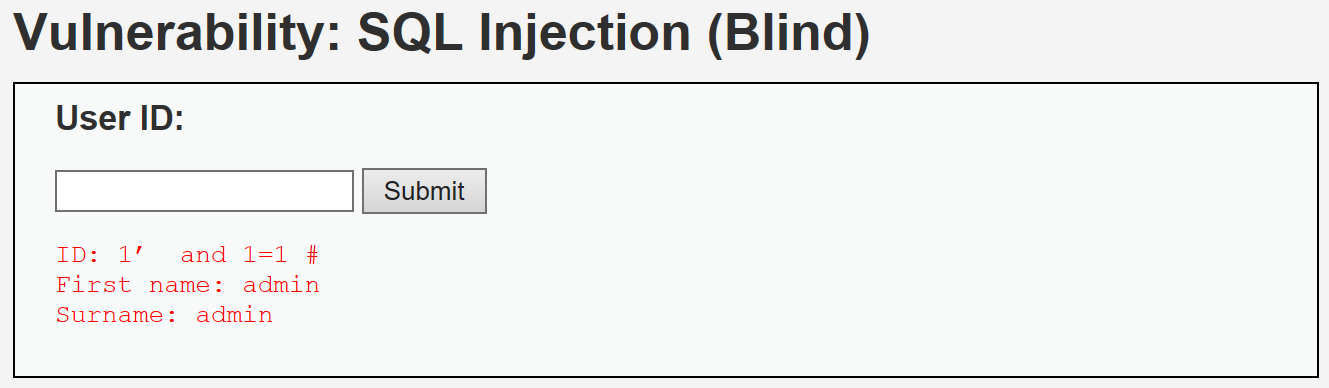 Vulnerability: SQL Injection (Blind)
User ID:
Submit
ID: 1′  and 1=1 #
First name: admin
Surname: admin